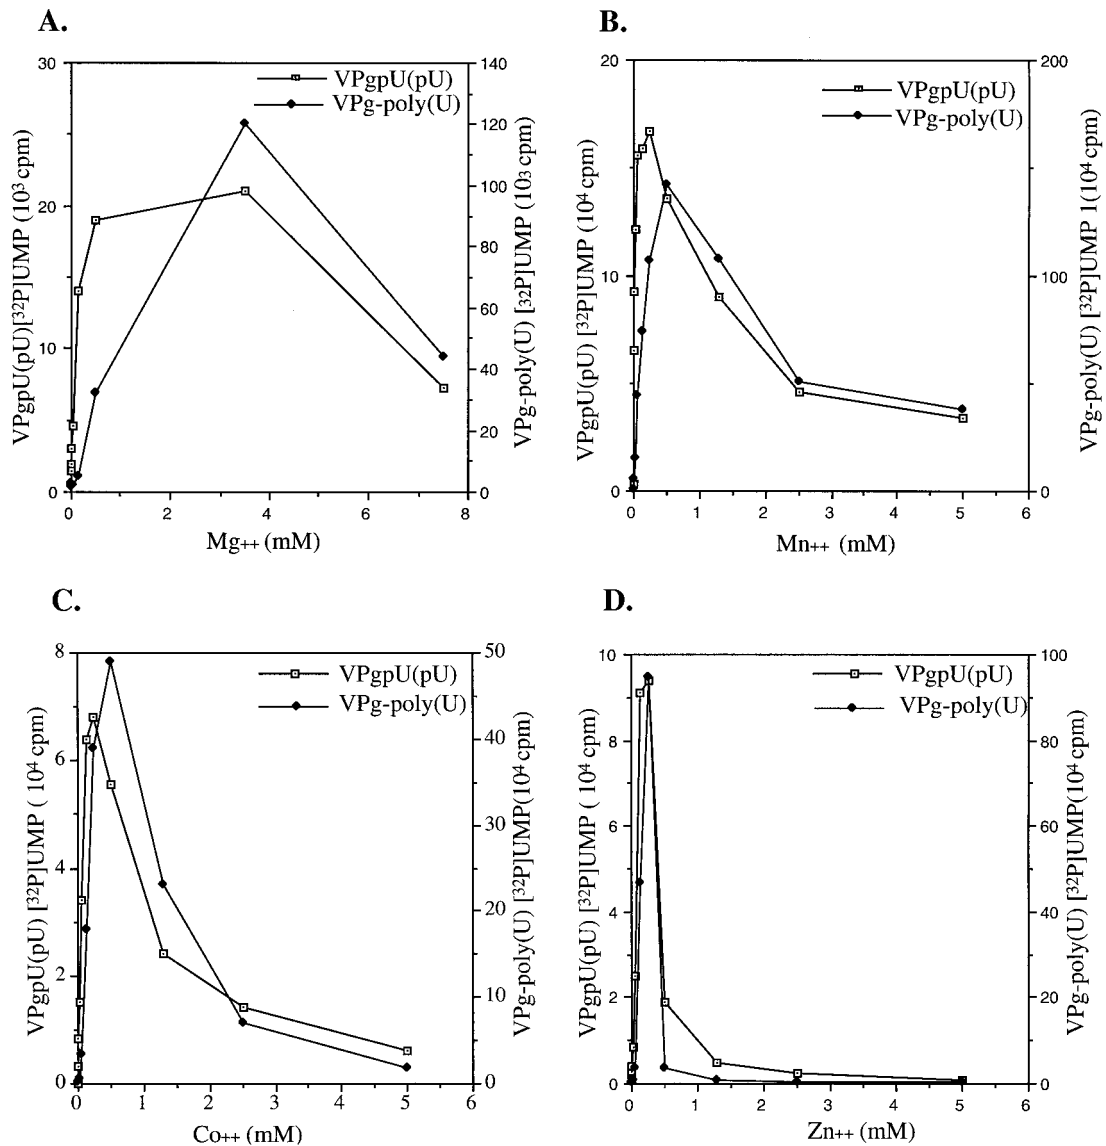 A.
30
20
10
0
140
120
100
80
60
40
20
0
0
2
4
6
8
VPgpU(pU)
VPg-poly(U)
VPgpU(pU)[32P]UMP (103 cpm)
VPg-poly(U) [32P]UMP (103 cpm)
Mg++ (mM)
B.
20
10
0
200
100
0
0
1
2
3
4
5
6
VPgpU(pU)
VPg-poly(U)
VPgpU(pU) [32P]UMP (104 cpm)
VPg-poly(U) [32P]UMP 1(104 cpm)
Mn++ (mM)
C.
8
6
4
2
0
50
40
30
20
10
0
0
1
2
3
4
5
6
VPgpU(pU)
VPg-poly(U)
VPgpU(pU) [32P]UMP ( 104 cpm)
VPg-poly(U) [32P]UMP(104 cpm)
Co++ (mM)
D.
10
8
6
4
2
0
100
80
60
40
20
0
0
1
2
3
4
5
6
VPgpU(pU)
VPg-poly(U)
VPgpU(pU) [32P]UMP ( 104 cpm)
VPg-poly(U) [32P]UMP(104 cpm)
Zn++ (mM)